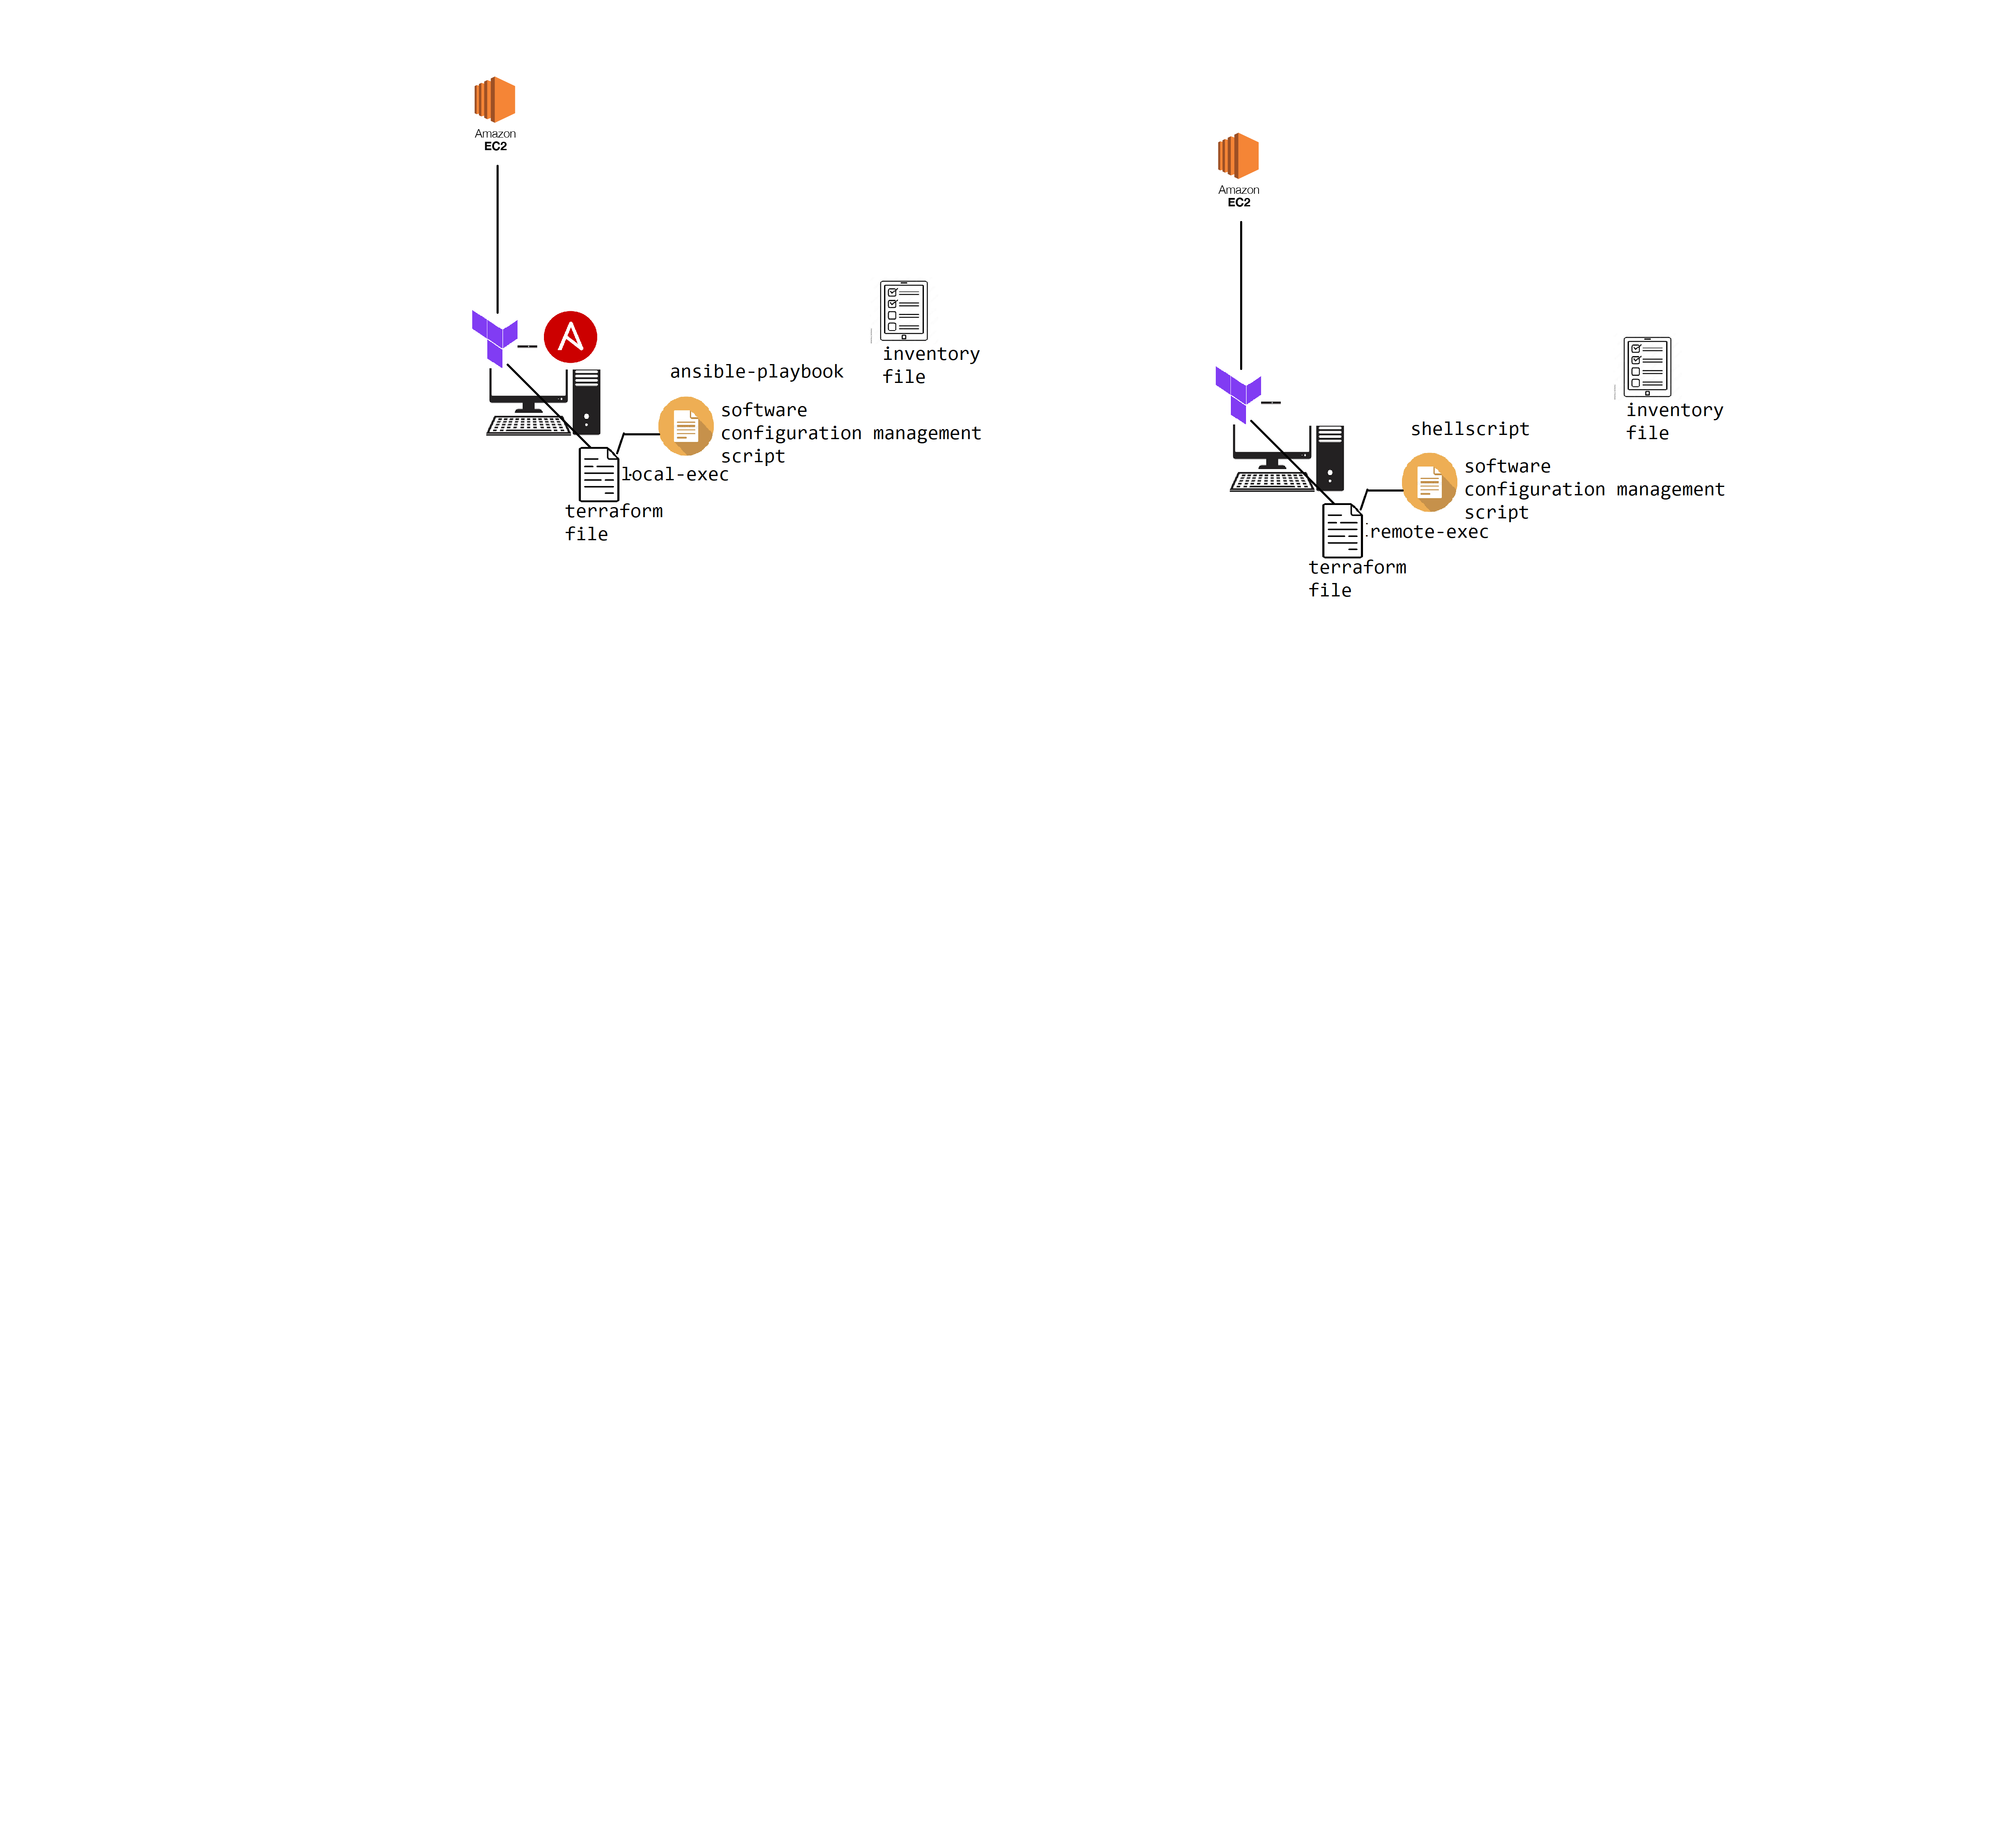 Amazon
EC2
ansible-playbook
inventory
file
software
configuration management
script
local-exec
terraform
file
Amazon
EC2
shellscript
inventory
file
software
configuration management
script
remote-exec
terraform
file